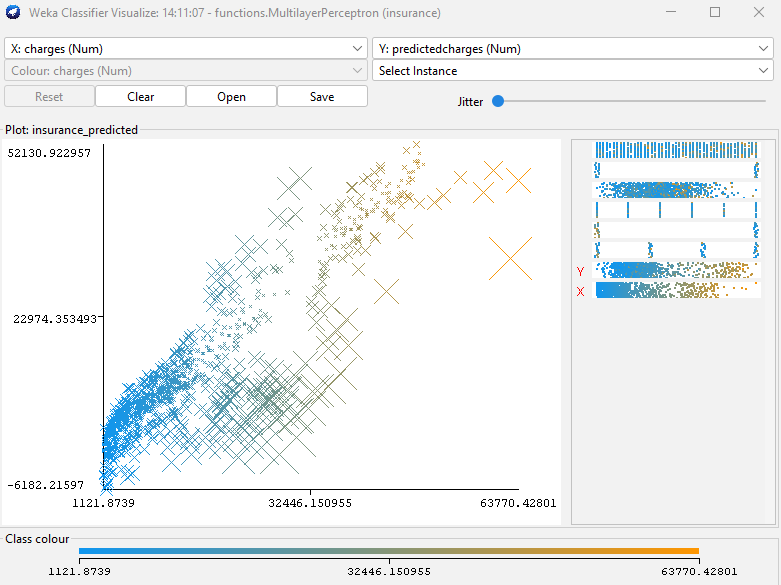 Weka Classifier Visualize: 14:11:07 - functions.MultilayerPerceptron (insurance)
X: charges (Num)
Y: predictedcharges (Num)
Colour: charges (Num)
Select Instance
Reset
Clear
Open
Save
Jitter
Plot: insurance_predicted
52130.922957
22974.353493
-6182.21597
1121.8739
32446.150955
63770.42801
Y
X
Class colour
1121.8739
32446.150955
63770.42801